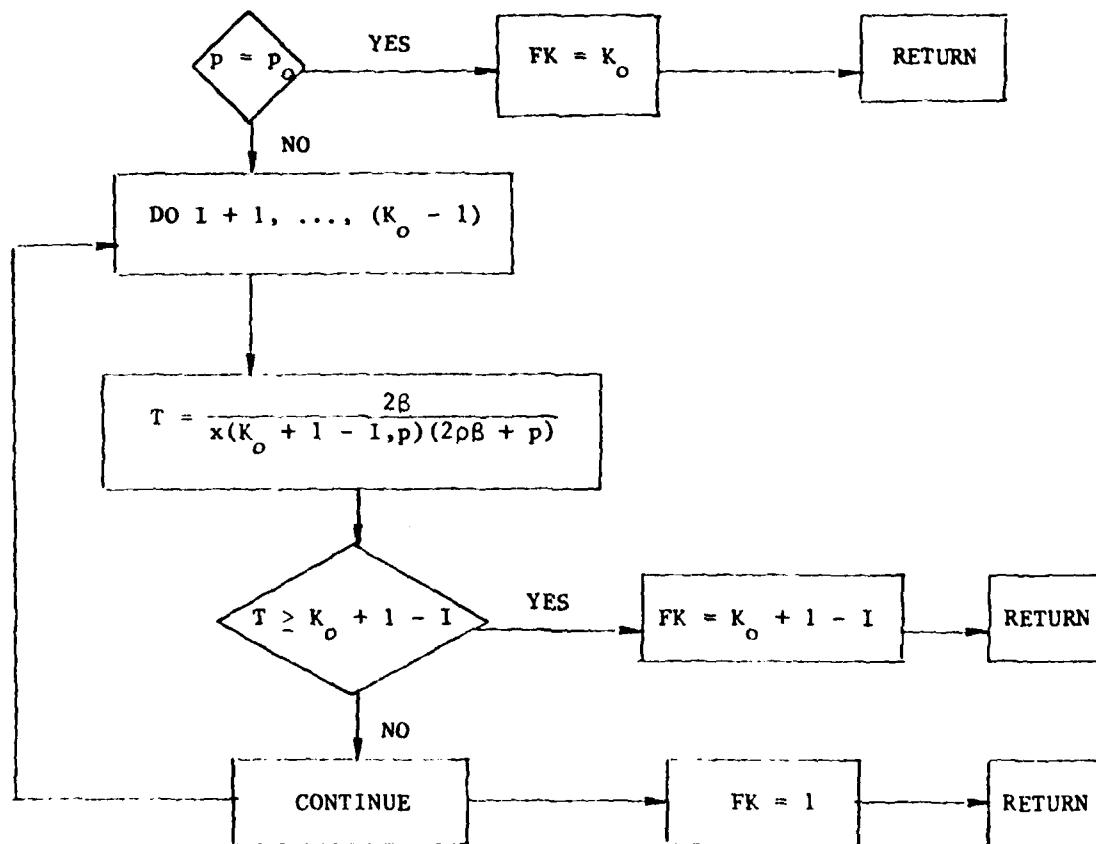 p = p_o
YES
FK = K_o
RETURN
NO
DO I + 1, ..., (K_o - 1)
T = 2β / x(K_o + 1 - I,p)(2ρβ + p)
T ≥ K_o + 1 - I
YES
FK = K_o + 1 - I
RETURN
NO
CONTINUE
FK = 1
RETURN